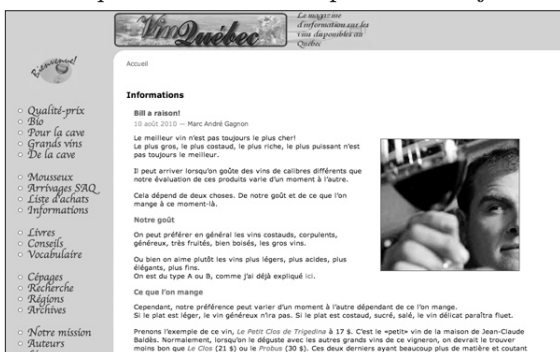 Vin Québec
Le magazine
d'information sur les
vins disponibles au
Québec
Bienvenue!
Accueil
Qualité-prix
Bio
Pour la cave
Grands vins
De la cave
Mousseux
Arrivages SAQ
Liste d'achats
Informations
Livres
Conseils
Vocabulaire
Cépages
Recherche
Régions
Archives
Notre mission
Auteurs
Informations
Bill a raison!
10 août 2010 — Marc André Gagnon
Le meilleur vin n'est pas toujours le plus cher!
Le plus gros, le plus costaud, le plus riche, le plus puissant n'est
pas toujours le meilleur.
Il peut arriver lorsqu'on goûte des vins de calibres différents que
notre évaluation de ces produits varie d'un moment à l'autre.
Cela dépend de deux choses. De notre goût et de ce que l'on
mange à ce moment-là.
Notre goût
On peut préférer en général les vins costauds, corpulents,
généreux, très fruités, bien boisés, les gros vins.
Ou bien on aime plutôt les vins plus légers, plus acides, plus
élégants, plus fins.
On est du type A ou B, comme j'ai déjà expliqué ici.
Ce que l'on mange
Cependant, notre préférence peut varier d'un moment à l'autre dépendant de ce l'on mange.
Si le plat est léger, le vin généreux n'ira pas. Si le plat est costaud, sucré, salé, le vin délicat paraîtra fluet.
Prenons l'exemple de ce vin, Le Petit Clos de Trigedina à 17 $. C'est le «petit» vin de la maison de Jean-Claude
Baldès. Normalement, lorsqu'on le déguste avec les autres grands vins de ce vigneron, on devrait le trouver
moins bon que Le Clos (21 $) ou le Probus (30 $). Ces deux derniers ayant beaucoup plus de matière et coutant